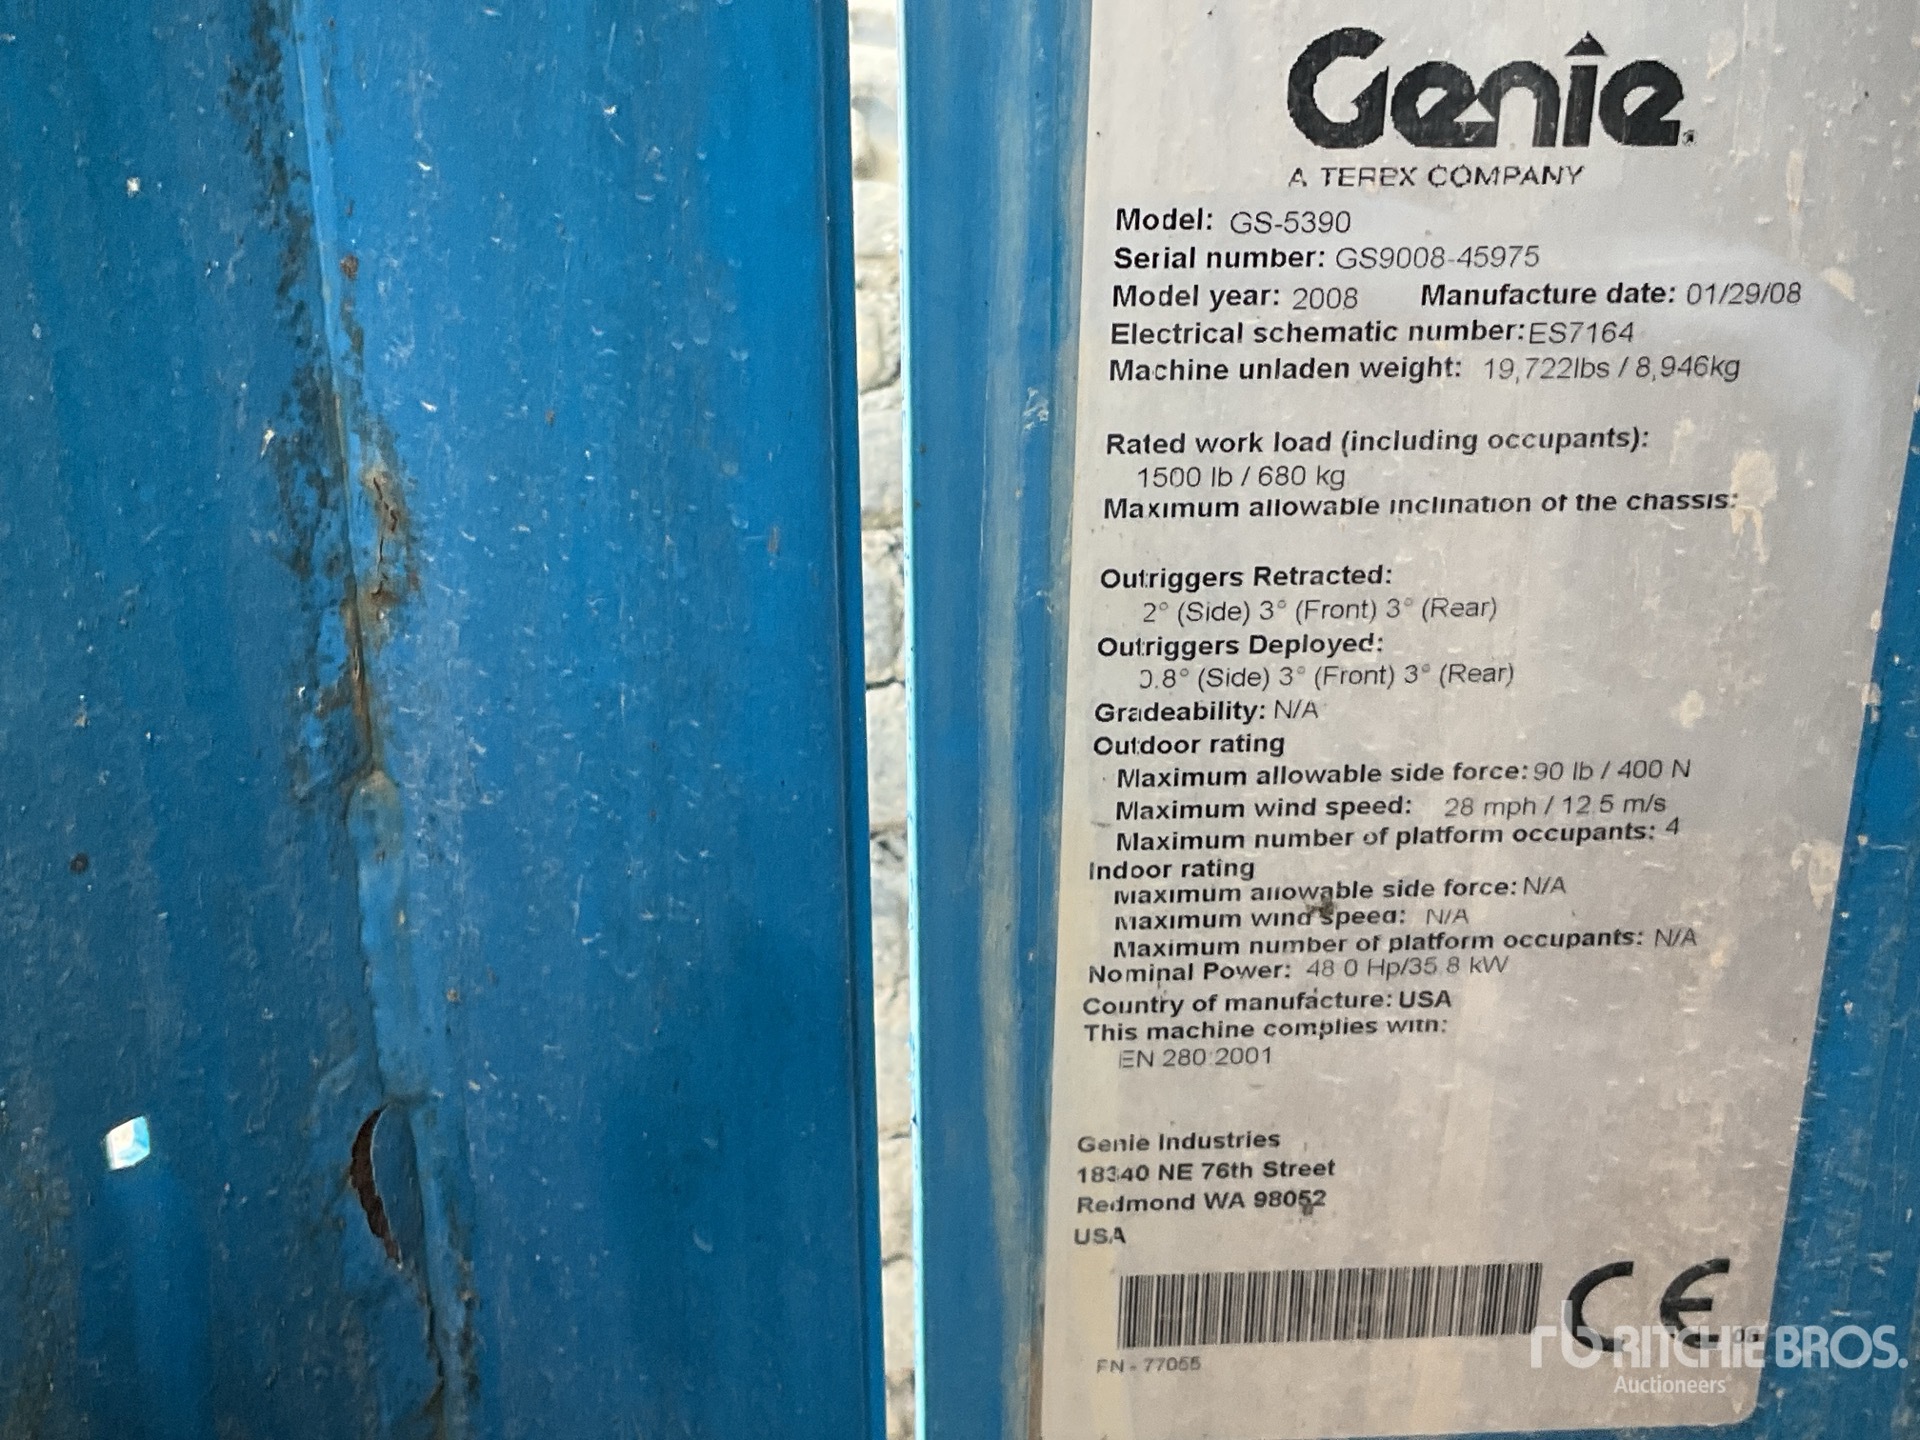 Genie
A TEREX COMPANY
Model: GS-5390
Serial number: GS9008-45975
Model year: 2008 Manufacture date: 01/29/08
Electrical schematic number: ES7164
Machine unladen weight: 19,722lbs / 8,946kg
Rated work load (including occupants):
1500 lb / 680 kg
Maximum allowable inclination of the chassis:
Outriggers Retracted:
2° (Side) 3° (Front) 3° (Rear)
Outriggers Deployed:
0.8° (Side) 3° (Front) 3° (Rear)
Gradeability: N/A
Outdoor rating
Maximum allowable side force: 90 lb / 400 N
Maximum wind speed: 28 mph / 12.5 m/s
Maximum number of platform occupants: 4
Indoor rating
Maximum allowable side force: N/A
Maximum wind speed: N/A
Maximum number of platform occupants: N/A
Nominal Power: 48.0 Hp/35.8 kW
Country of manufacture: USA
This machine complies with:
EN 280:2001
Genie Industries
18340 NE 76th Street
Redmond WA 98052
USA
CE
PN - 77055
rb RITCHIE BROS.
Auctioneers